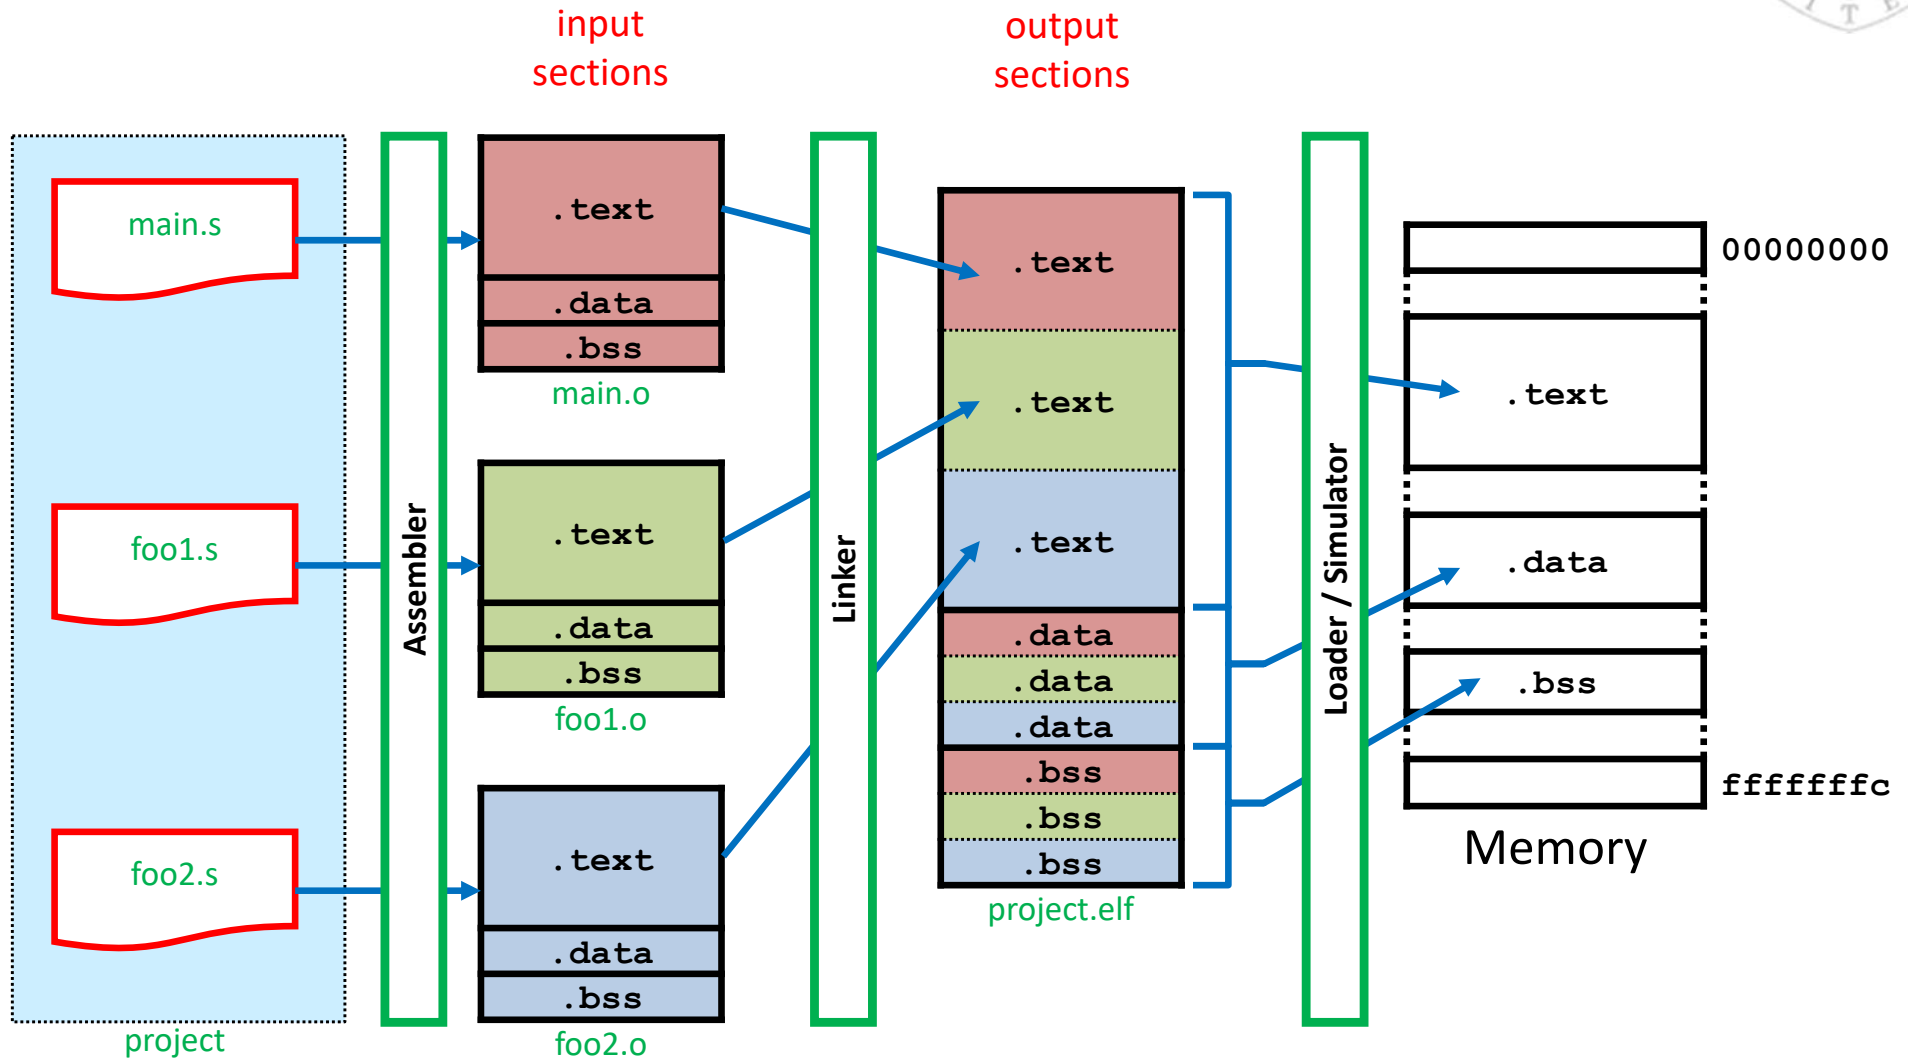 input
sections
output
sections
main.s
foo1.s
foo2.s
project
Assembler
.text
.data
.bss
main.o
.text
.data
.bss
foo1.o
.text
.data
.bss
foo2.o
Linker
.text
.text
.text
.data
.data
.data
.bss
.bss
.bss
project.elf
Loader / Simulator
00000000
.text
.data
.bss
fffffffc
Memory
I T E